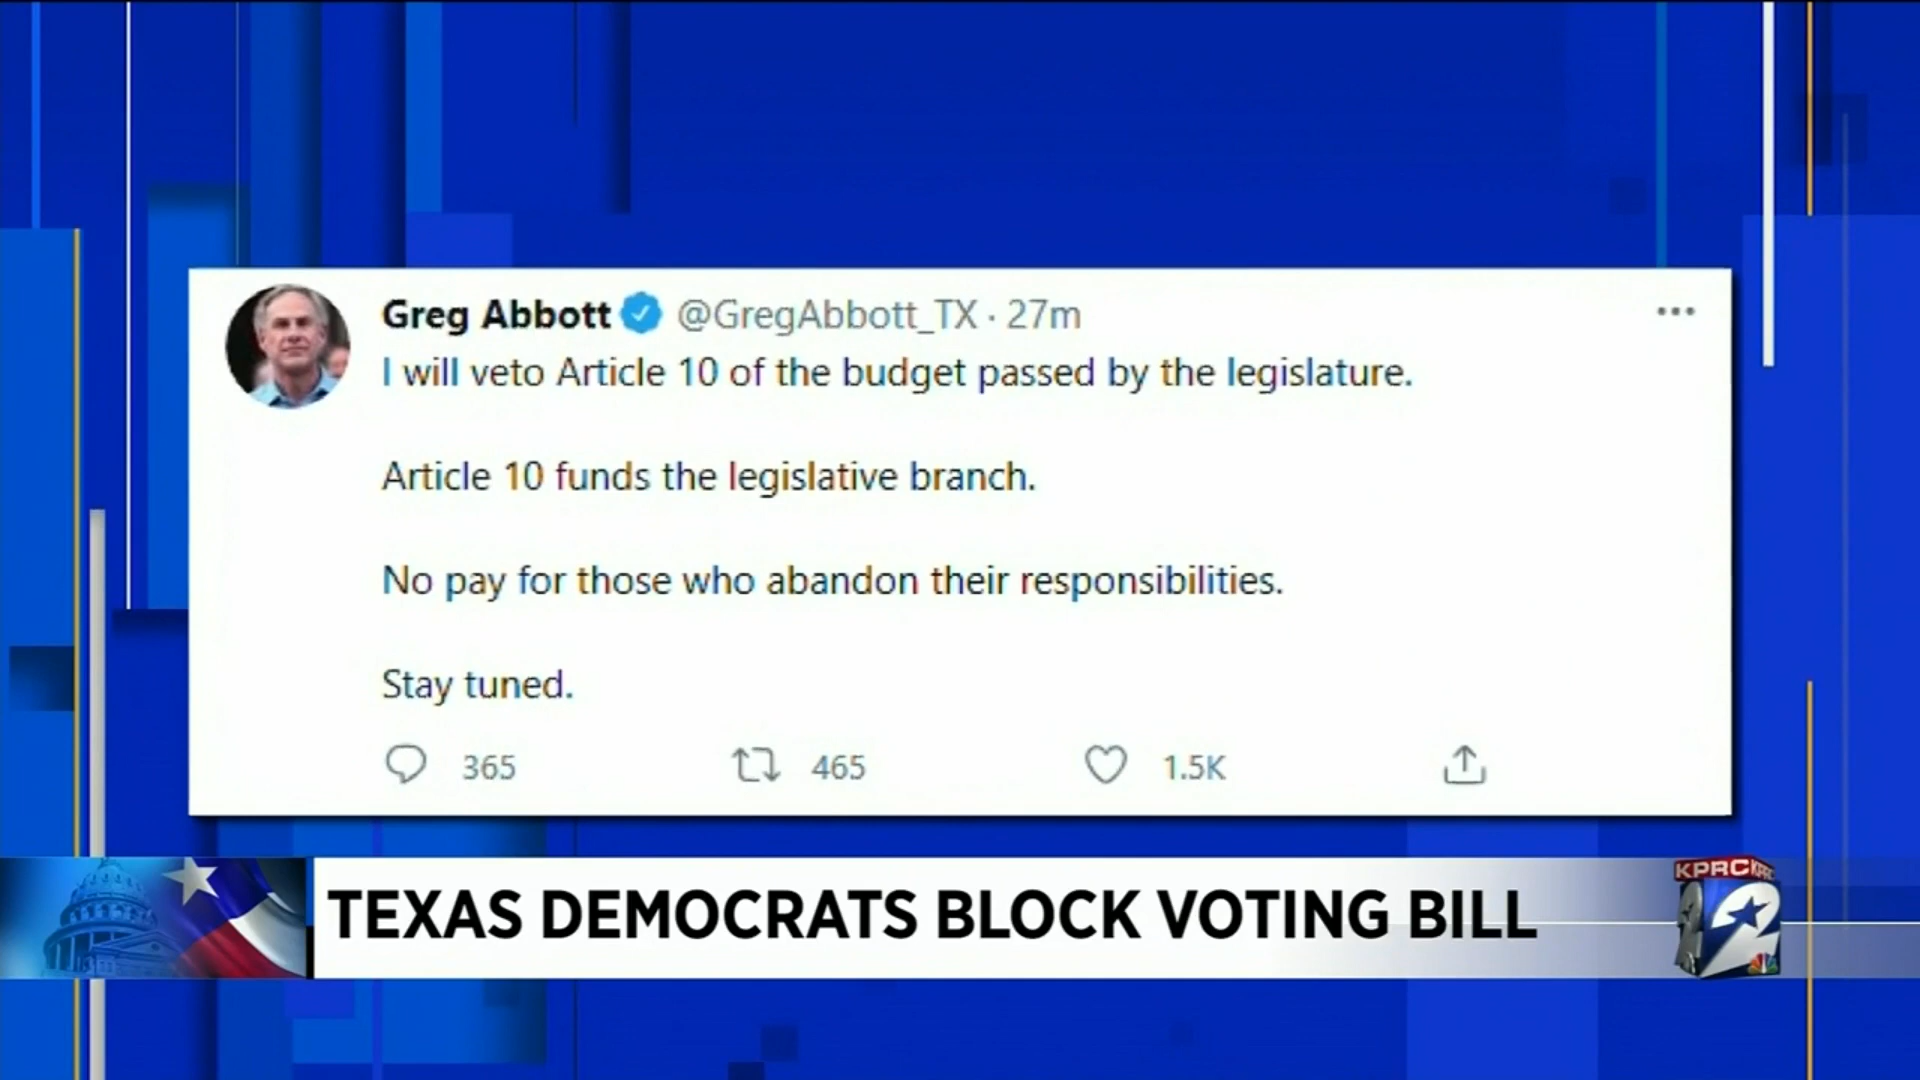 Greg Abbott @GregAbbott_TX · 27m
I will veto Article 10 of the budget passed by the legislature.
Article 10 funds the legislative branch.
No pay for those who abandon their responsibilities.
Stay tuned.
365 465 1.5K
TEXAS DEMOCRATS BLOCK VOTING BILL
KPRC
2